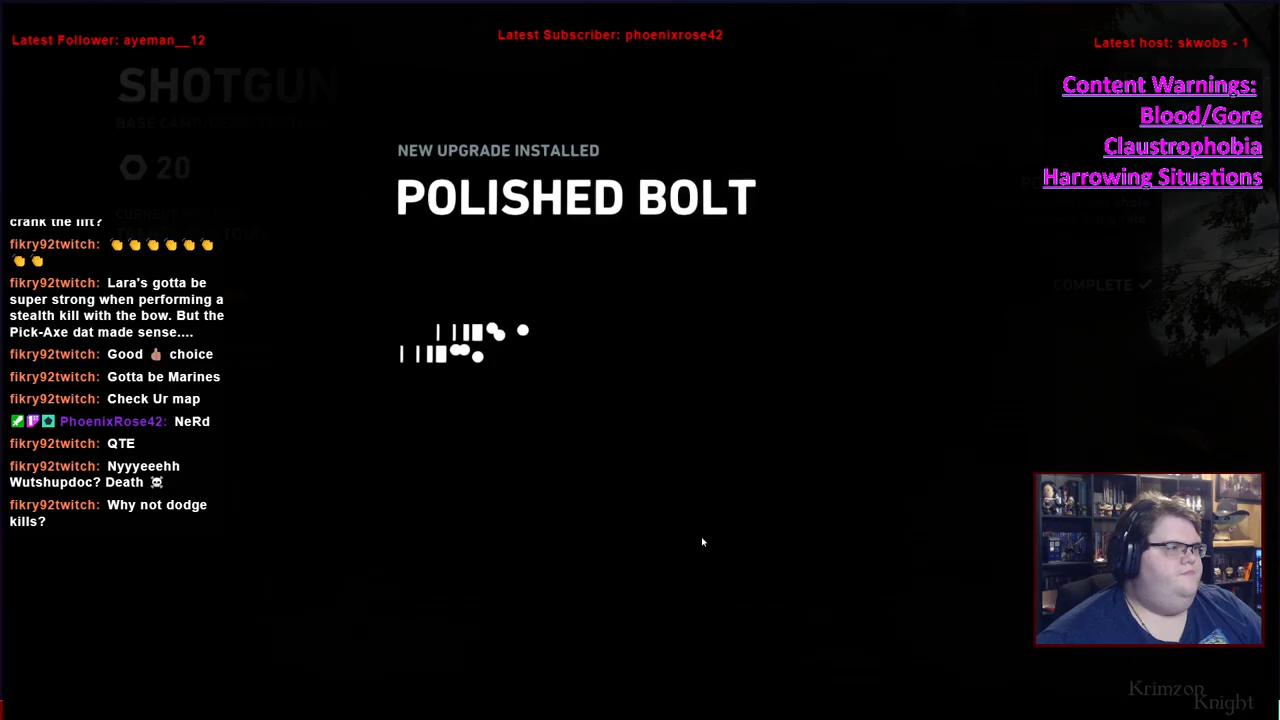 Latest Follower: ayeman__12
Latest Subscriber: phoenixrose42
Latest host: skwobs - 1
Content Warnings:
Blood/Gore
Claustrophobia
Harrowing Situations
SHOTGUN
20
NEW UPGRADE INSTALLED
POLISHED BOLT
COMPLETE ✓
crank the lift?
fikry92twitch: 👏 👏 👏 👏 👏 👏
👏 👏
fikry92twitch: Lara's gotta be
super strong when performing a
stealth kill with the bow. But the
Pick-Axe dat made sense....
fikry92twitch: Good 👍🏽 choice
fikry92twitch: Gotta be Marines
fikry92twitch: Check Ur map
PhoenixRose42: NeRd
fikry92twitch: QTE
fikry92twitch: Nyyyeeehh
Wutshupdoc? Death ☠
fikry92twitch: Why not dodge
kills?
Krimzon
Knight